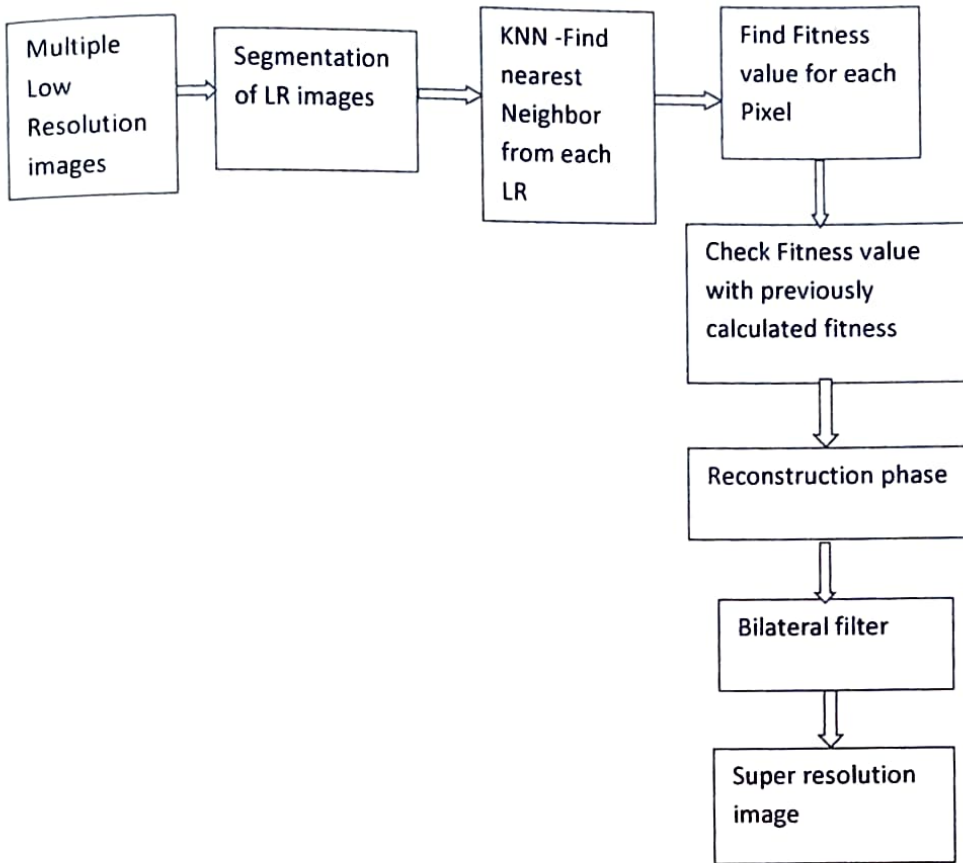 Multiple
Low
Resolution
images
Segmentation
of LR images
KNN -Find
nearest
Neighbor
from each
LR
Find Fitness
value for each
Pixel
Check Fitness value
with previously
calculated fitness
Reconstruction phase
Bilateral filter
Super resolution
image